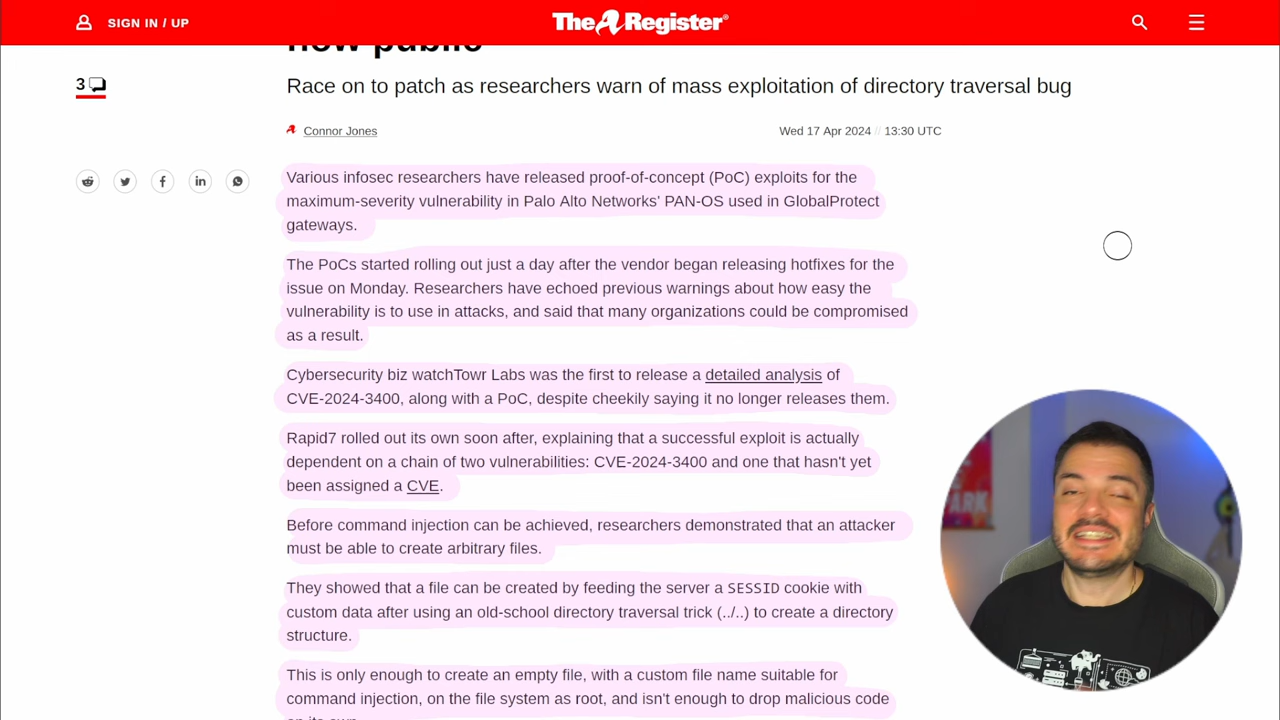 SIGN IN / UP
The Register®
now public
3
Race on to patch as researchers warn of mass exploitation of directory traversal bug
Connor Jones
Wed 17 Apr 2024 // 13:30 UTC
Various infosec researchers have released proof-of-concept (PoC) exploits for the
maximum-severity vulnerability in Palo Alto Networks' PAN-OS used in GlobalProtect
gateways.
The PoCs started rolling out just a day after the vendor began releasing hotfixes for the
issue on Monday. Researchers have echoed previous warnings about how easy the
vulnerability is to use in attacks, and said that many organizations could be compromised
as a result.
Cybersecurity biz watchTowr Labs was the first to release a detailed analysis of
CVE-2024-3400, along with a PoC, despite cheekily saying it no longer releases them.
Rapid7 rolled out its own soon after, explaining that a successful exploit is actually
dependent on a chain of two vulnerabilities: CVE-2024-3400 and one that hasn't yet
been assigned a CVE.
Before command injection can be achieved, researchers demonstrated that an attacker
must be able to create arbitrary files.
They showed that a file can be created by feeding the server a SESSID cookie with
custom data after using an old-school directory traversal trick (../..) to create a directory
structure.
This is only enough to create an empty file, with a custom file name suitable for
command injection, on the file system as root, and isn't enough to drop malicious code
on its own.